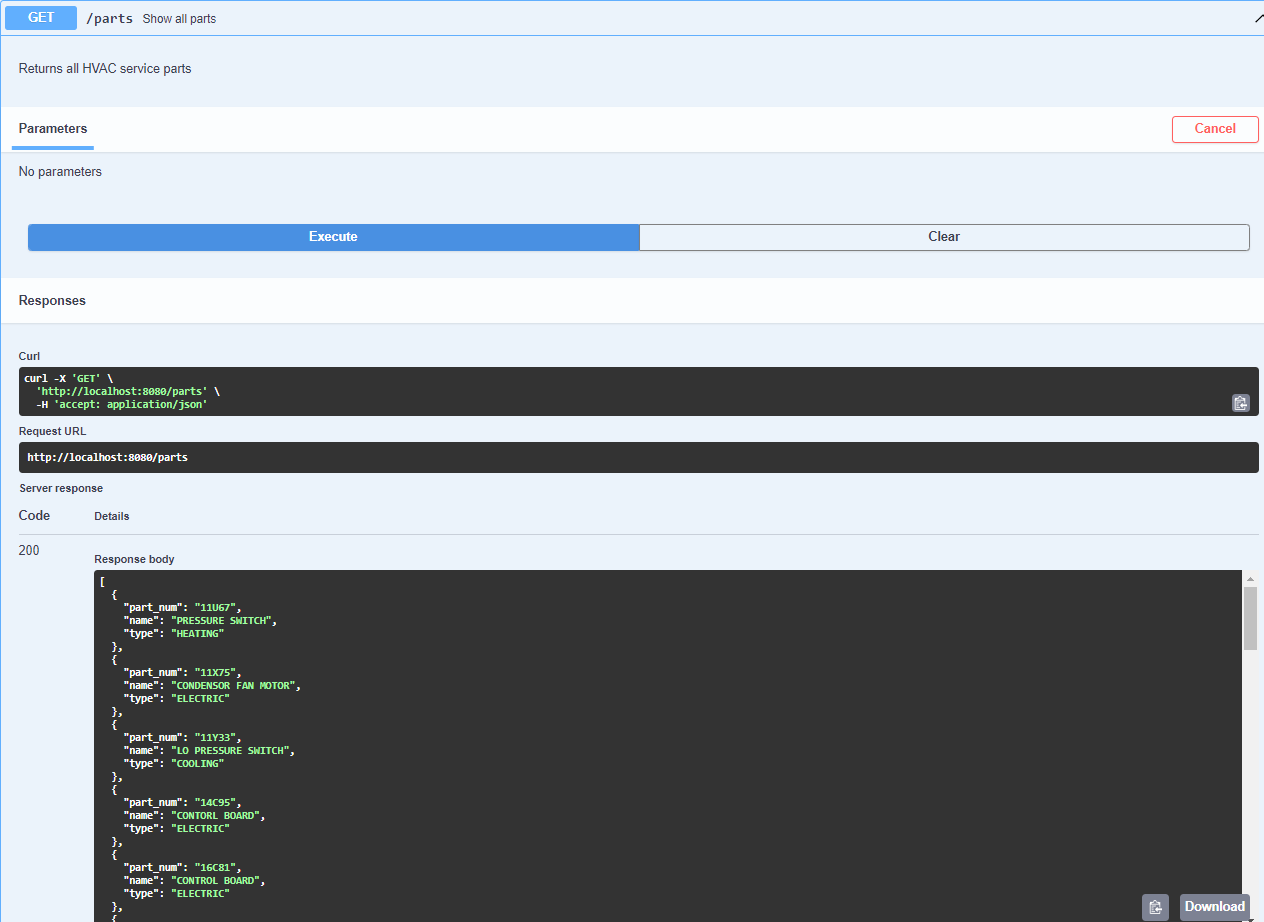 GET /parts Show all parts
Returns all HVAC service parts
Parameters
Cancel
No parameters
Execute
Clear
Responses
Curl
curl -X 'GET' \
  'http://localhost:8080/parts' \
  -H 'accept: application/json'
Request URL
http://localhost:8080/parts
Server response
Code Details
200
Response body
[
  {
    "part_num": "11U67",
    "name": "PRESSURE SWITCH",
    "type": "HEATING"
  },
  {
    "part_num": "11X75",
    "name": "CONDENSOR FAN MOTOR",
    "type": "ELECTRIC"
  },
  {
    "part_num": "11Y33",
    "name": "LO PRESSURE SWITCH",
    "type": "COOLING"
  },
  {
    "part_num": "14C95",
    "name": "CONTORL BOARD",
    "type": "ELECTRIC"
  },
  {
    "part_num": "16C81",
    "name": "CONTROL BOARD",
    "type": "ELECTRIC"
  },
  {
Download